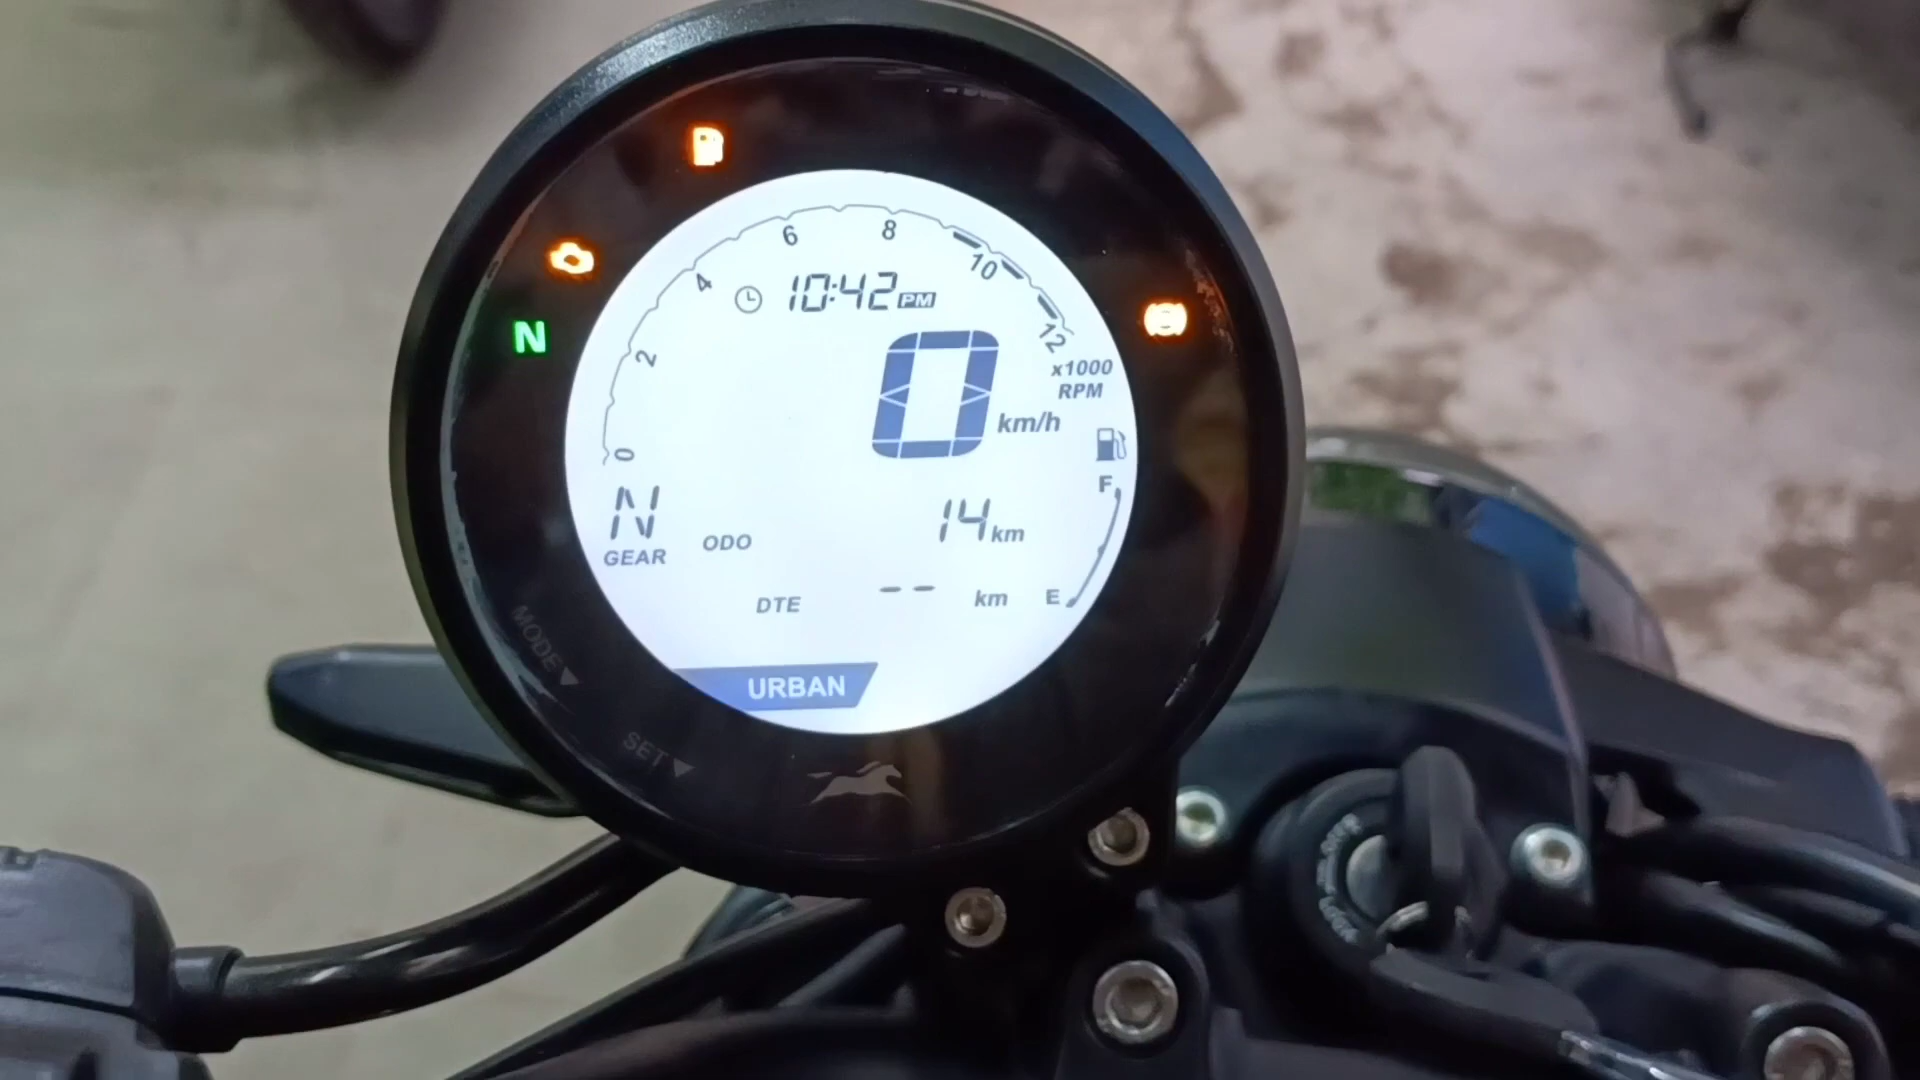 N
0 2 4 6 8 10 12
10:42 PM
x1000
RPM
0 km/h
F
N
GEAR
ODO 14 km
DTE -- km
E
URBAN
MODE
SET